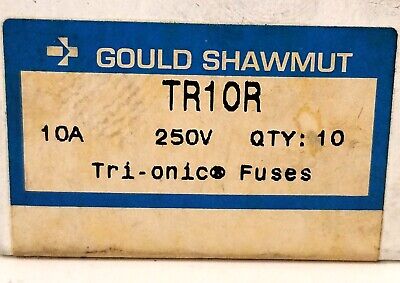 GOULD SHAWMUT
TR10R
10A 250V QTY: 10
Tri-onic® Fuses